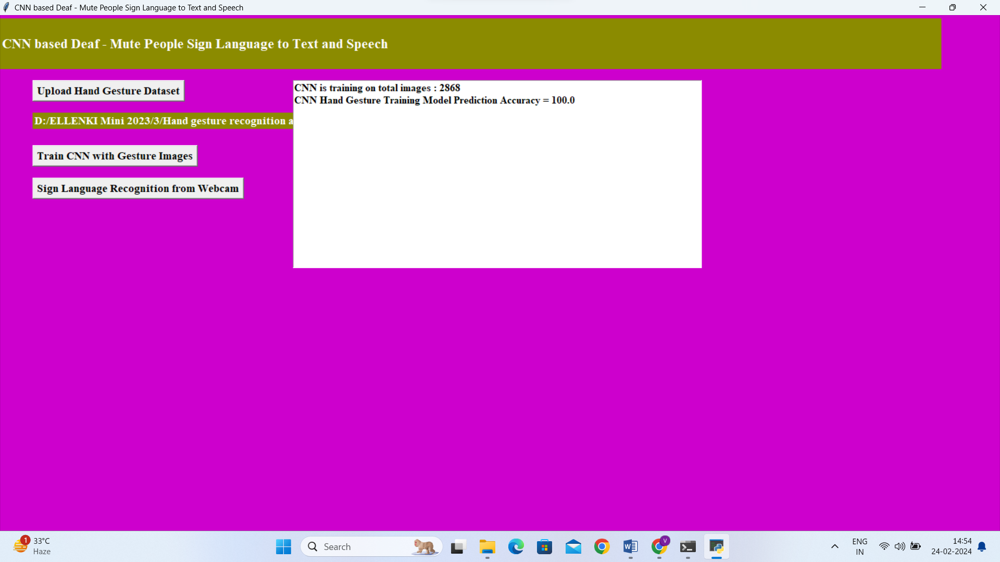 CNN based Deaf - Mute People Sign Language to Text and Speech
CNN based Deaf - Mute People Sign Language to Text and Speech
Upload Hand Gesture Dataset
D:/ELLENKI Mini 2023/3/Hand gesture recognition a
Train CNN with Gesture Images
Sign Language Recognition from Webcam
CNN is training on total images : 2868
CNN Hand Gesture Training Model Prediction Accuracy = 100.0
1
33°C
Haze
Search
W
V
ENG
IN
14:54
24-02-2024